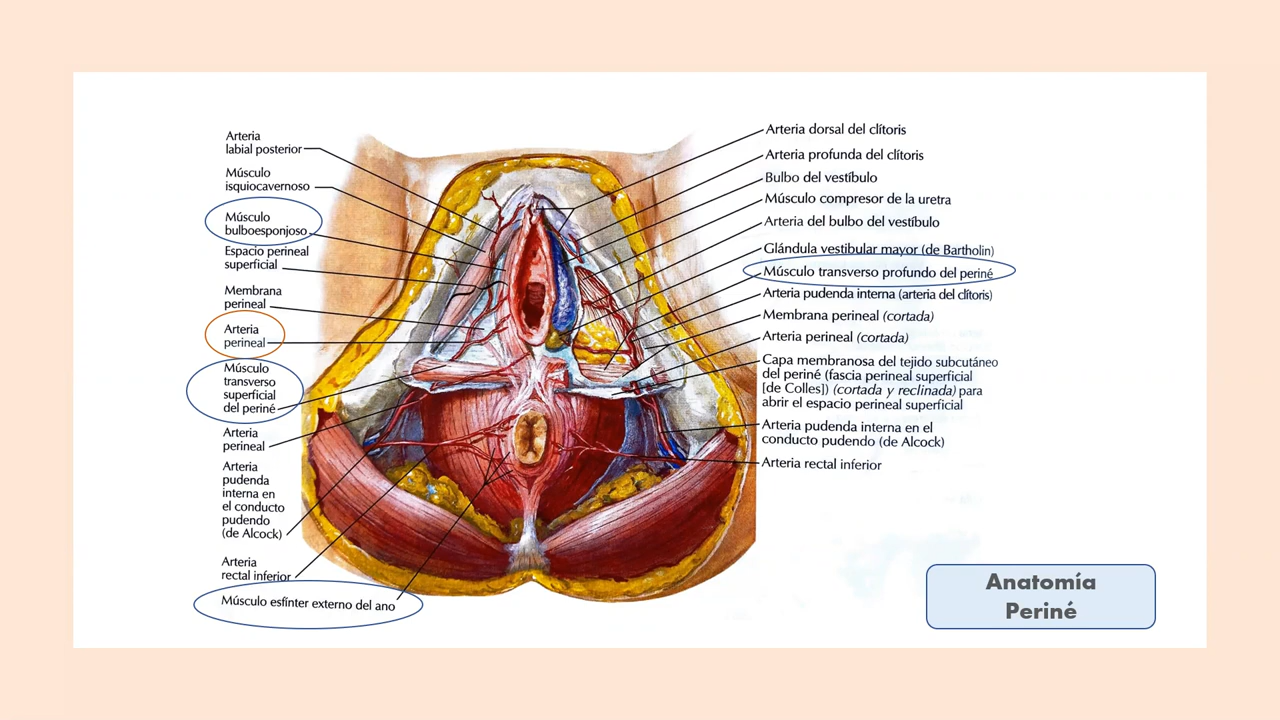 Arteria
labial posterior
Músculo
isquiocavernoso
Músculo
bulboesponjoso
Espacio perineal
superficial
Membrana
perineal
Arteria
perineal
Músculo
transverso
superficial
del periné
Arteria
perineal
Arteria
pudenda
interna en
el conducto
pudendo
(de Alcock)
Arteria
rectal inferior
Músculo esfínter externo del ano
Arteria dorsal del clítoris
Arteria profunda del clítoris
Bulbo del vestíbulo
Músculo compresor de la uretra
Arteria del bulbo del vestíbulo
Glándula vestibular mayor (de Bartholin)
Músculo transverso profundo del periné
Arteria pudenda interna (arteria del clítoris)
Membrana perineal (cortada)
Arteria perineal (cortada)
Capa membranosa del tejido subcutáneo
del periné (fascia perineal superficial
[de Colles]) (cortada y reclinada) para
abrir el espacio perineal superficial
Arteria pudenda interna en el
conducto pudendo (de Alcock)
Arteria rectal inferior
Anatomía
Periné